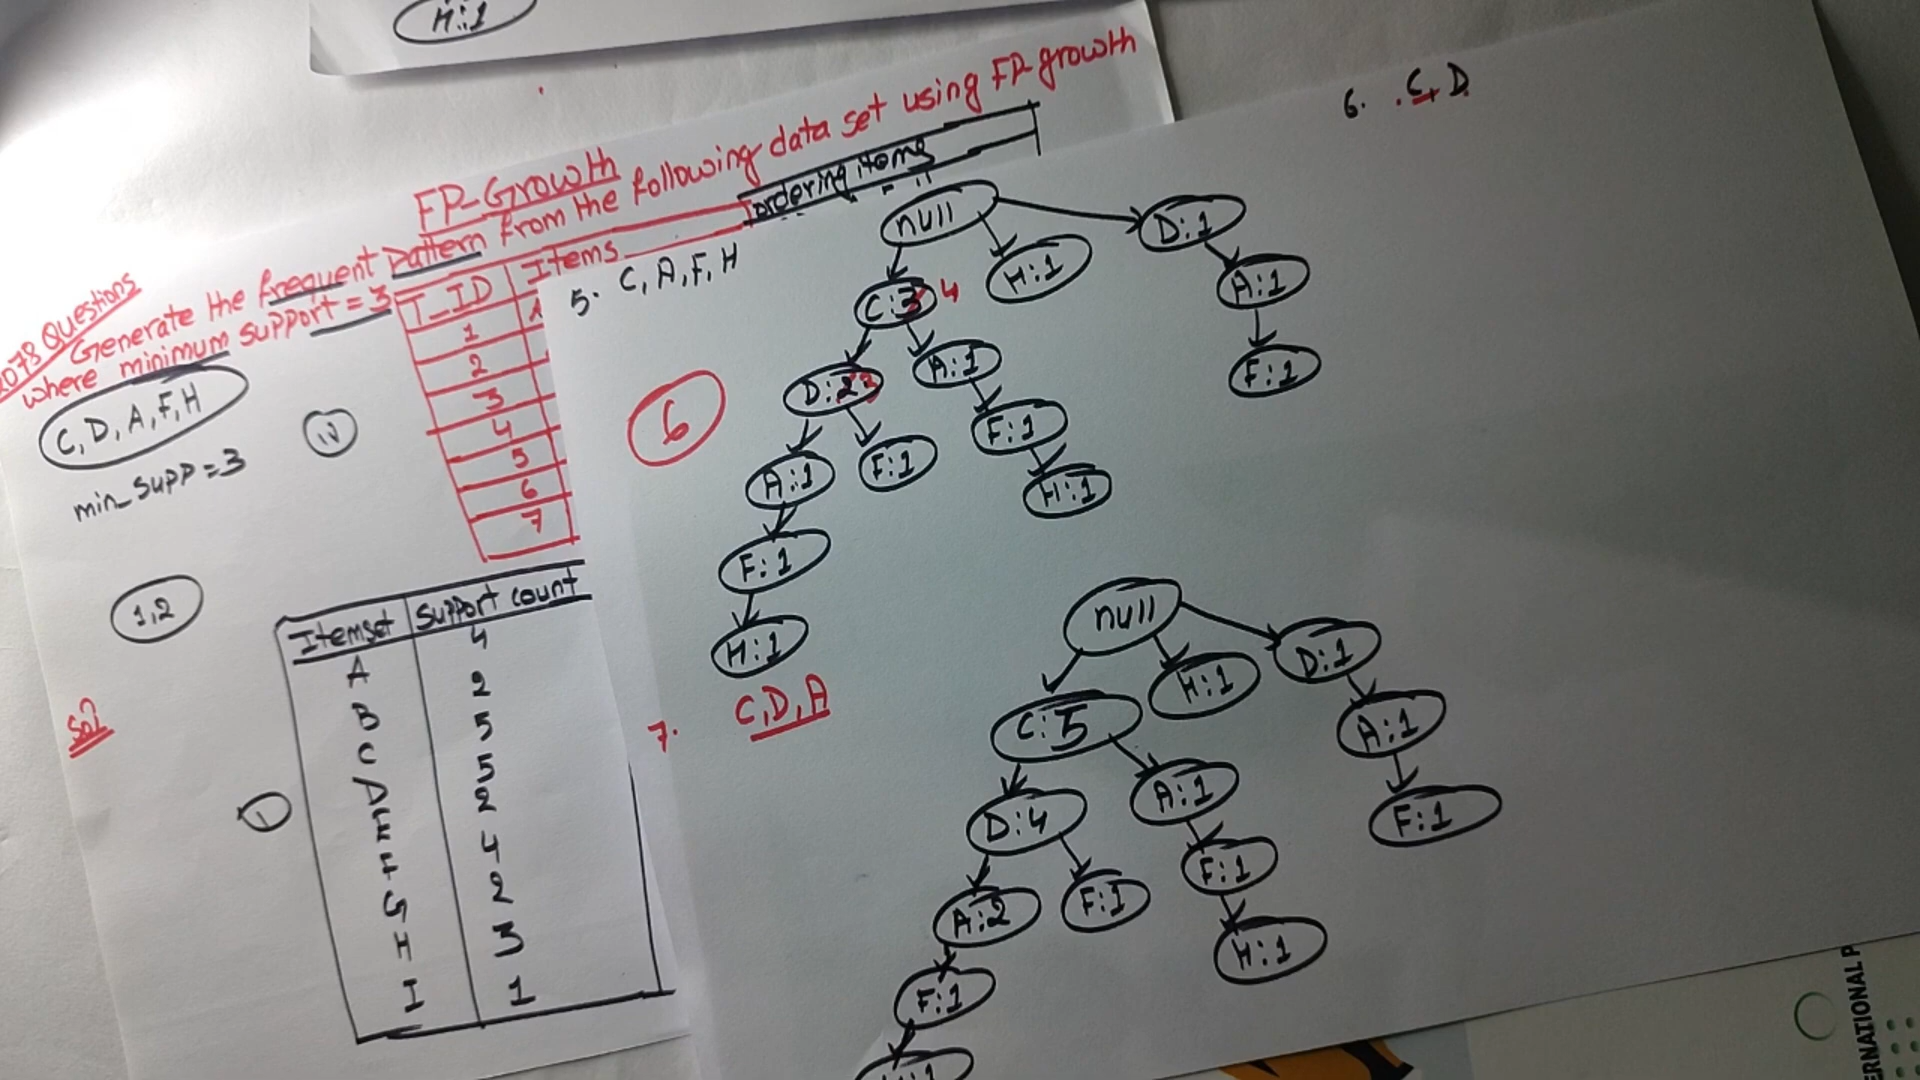 H:1
FP-Growth
2078 Questions
Generate the frequent pattern from the following data set using FP-growth
where minimum support = 3
C, D, A, F, H
min_supp = 3
iv
T_ID Items ordering items
1
2
3
4
5
6
7
1,2
Sol
1
Itemset support count
A 4
B 2
C 5
D 5
E 2
F 4
G 2
H 3
I 1
5. C, A, F, H
null
C:3 4
H:1
D:1
D:2 3
A:1
A:1
A:1
F:1
F:1
F:1
F:1
H:1
H:1
6
6. C, D
7. C, D, A
null
C:5
H:1
D:1
D:4
A:1
A:1
A:2
F:1
F:1
F:1
F:1
H:1
ERNATIONAL P